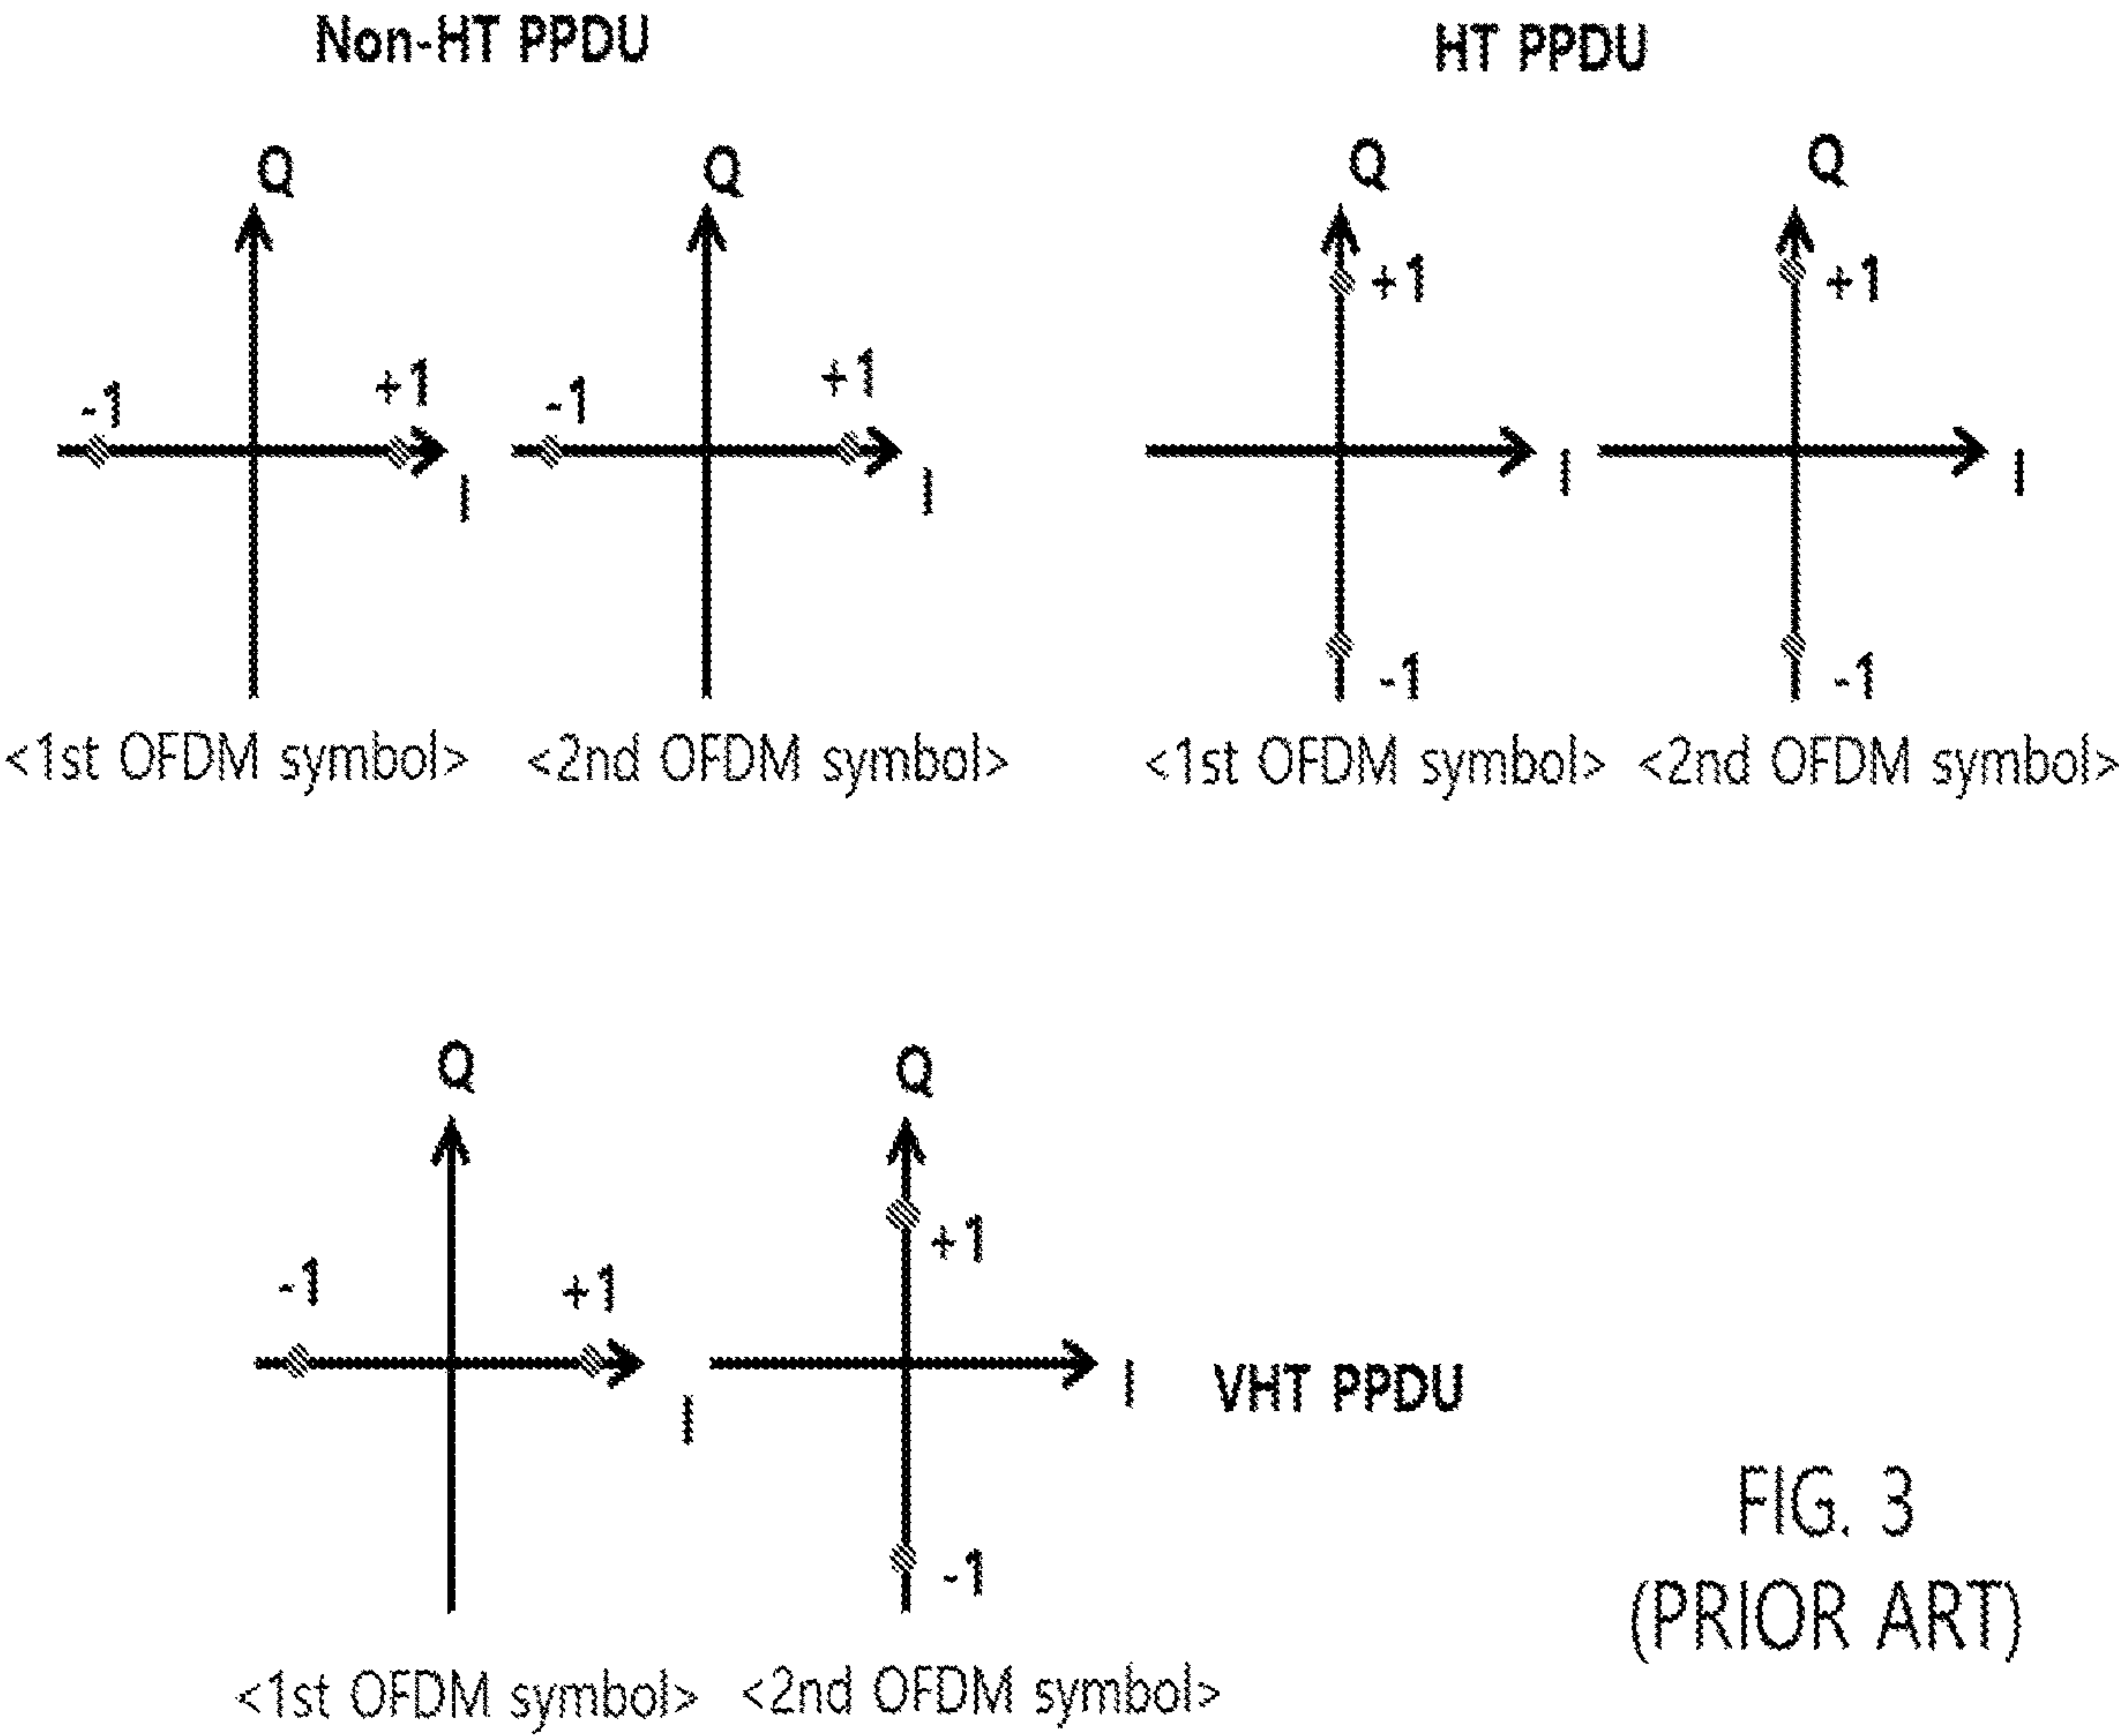 Non-HT PPDU
HT PPDU
Q
Q
Q
Q
+1
+1
-1
+1
-1
+1
I
I
I
I
-1
-1
<1st OFDM symbol>
<2nd OFDM symbol>
<1st OFDM symbol>
<2nd OFDM symbol>
Q
Q
-1
+1
+1
I
I
VHT PPDU
-1
<1st OFDM symbol>
<2nd OFDM symbol>
FIG. 3
(PRIOR ART)